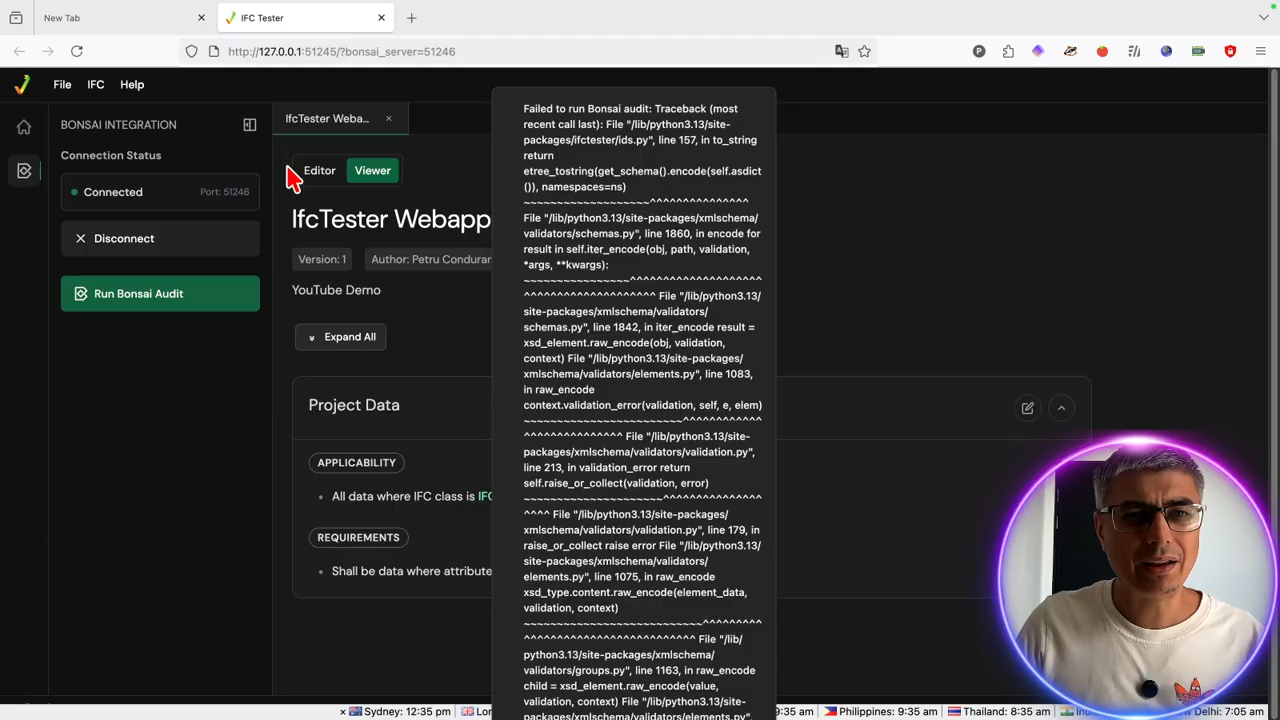 New Tab
IFC Tester
http://127.0.0.1:51245/?bonsai_server=51246
File
IFC
Help
BONSAI INTEGRATION
Connection Status
Connected
Port: 51246
Disconnect
Run Bonsai Audit
IfcTester Weba...
Editor
Viewer
IfcTester Webapp
Version: 1
Author: Petru Condurar
YouTube Demo
Expand All
Project Data
APPLICABILITY
All data where IFC class is IFC
REQUIREMENTS
Shall be data where attribute
Failed to run Bonsai audit: Traceback (most
recent call last): File "/lib/python3.13/site-
packages/ifctester/ids.py", line 157, in to_string
return
etree_tostring(get_schema().encode(self.asdict
()), namespaces=ns)
~~~~~~~~~~~~~~~~~~~^^^^^^^^^^^^^^^
File "/lib/python3.13/site-packages/xmlschema/
validators/schemas.py", line 1860, in encode for
result in self.iter_encode(obj, path, validation,
*args, **kwargs):
~~~~~~~~~~~~~~~~^^^^^^^^^^^^^^^^^^^^
^^^^^^^^^^^^^^^^^^^^ File "/lib/python3.13/
site-packages/xmlschema/validators/
schemas.py", line 1842, in iter_encode result =
xsd_element.raw_encode(obj, validation,
context) File "/lib/python3.13/site-packages/
xmlschema/validators/elements.py", line 1083,
in raw_encode
context.validation_error(validation, self, e, elem)
~~~~~~~~~~~~~~~~~~~~~~~~^^^^^^^^^^^^
^^^^^^^^^^^^^^^ File "/lib/python3.13/site-
packages/xmlschema/validators/validation.py",
line 213, in validation_error return
self.raise_or_collect(validation, error)
~~~~~~~~~~~~~~~~~~~~~^^^^^^^^^^^^^^^
^^^^ File "/lib/python3.13/site-packages/
xmlschema/validators/validation.py", line 179, in
raise_or_collect raise error File "/lib/python3.13/
site-packages/xmlschema/validators/
elements.py", line 1075, in raw_encode
xsd_type.content.raw_encode(element_data,
validation, context)
~~~~~~~~~~~~~~~~~~~~~~~~~~~^^^^^^^^^
^^^^^^^^^^^^^^^^^^^^^^^^^^ File "/lib/
python3.13/site-packages/xmlschema/
validators/groups.py", line 1163, in raw_encode
child = xsd_element.raw_encode(value,
validation, context) File "/lib/python3.13/site-
packages/xmlschema/validators/elements.py",
Sydney: 12:35 pm
9:35 am
Philippines: 9:35 am
Thailand: 8:35 am
7:05 am